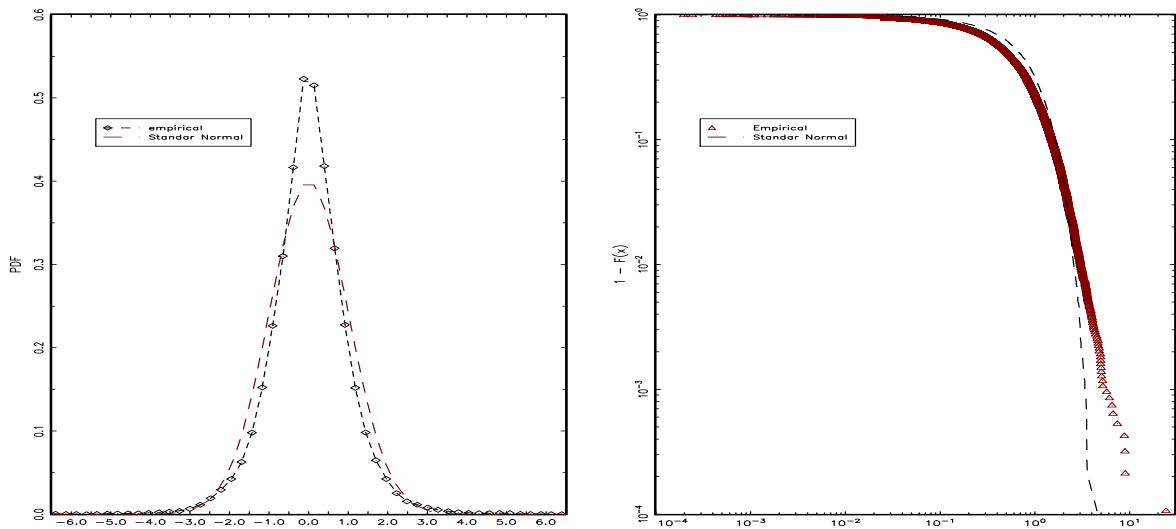 0.6
0.5
0.4
0.3
0.2
0.1
0.0
PDF
empirical
Standar Normal
-6.0 -5.0 -4.0 -3.0 -2.0 -1.0 0.0 1.0 2.0 3.0 4.0 5.0 6.0
10⁰
10⁻¹
10⁻²
10⁻³
10⁻⁴
1 - F(x)
Empirical
Standar Normal
10⁻⁴ 10⁻³ 10⁻² 10⁻¹ 10⁰ 10¹